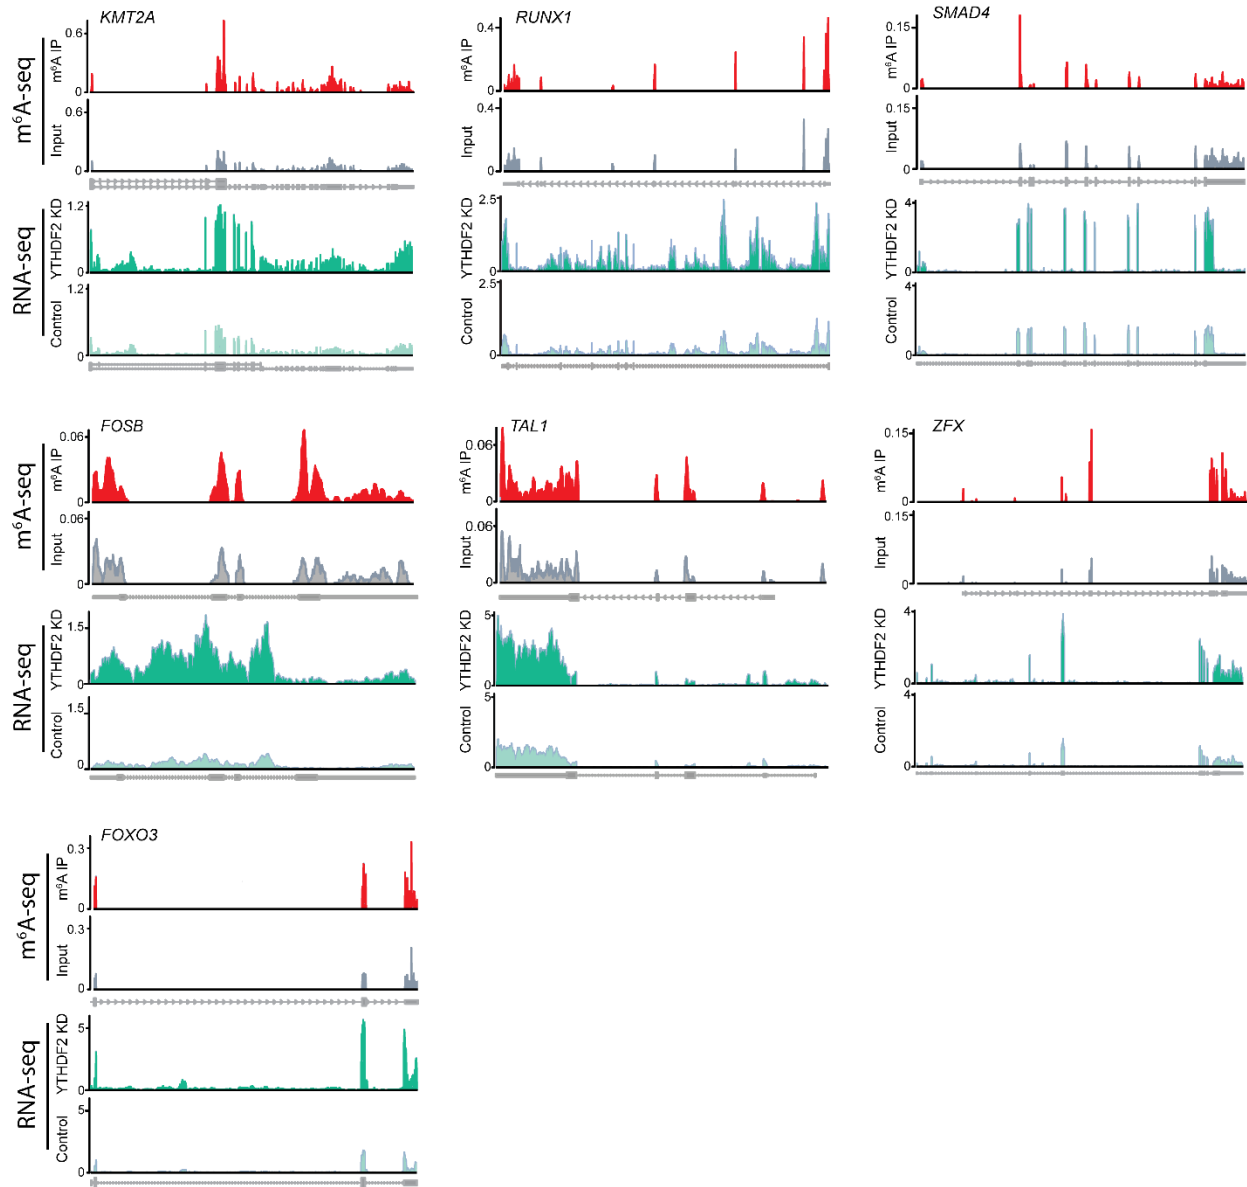 KMT2A
m⁶A-seq
m⁶A IP
0.6
0
Input
0.6
0
RNA-seq
YTHDF2 KD
1.2
0
Control
1.2
0
RUNX1
m⁶A IP
0.4
0
Input
0.4
0
YTHDF2 KD
2.5
0
Control
2.5
0
SMAD4
m⁶A IP
0.15
0
Input
0.15
0
YTHDF2 KD
4
0
Control
4
0
FOSB
m⁶A-seq
m⁶A IP
0.06
0
Input
0.06
0
RNA-seq
YTHDF2 KD
1.5
0
Control
1.5
0
TAL1
m⁶A IP
0.06
0
Input
0.06
0
YTHDF2 KD
5
0
Control
5
0
ZFX
m⁶A IP
0.15
0
Input
0.15
0
YTHDF2 KD
4
0
Control
4
0
FOXO3
m⁶A-seq
m⁶A IP
0.3
0
Input
0.3
0
RNA-seq
YTHDF2 KD
5
0
Control
5
0